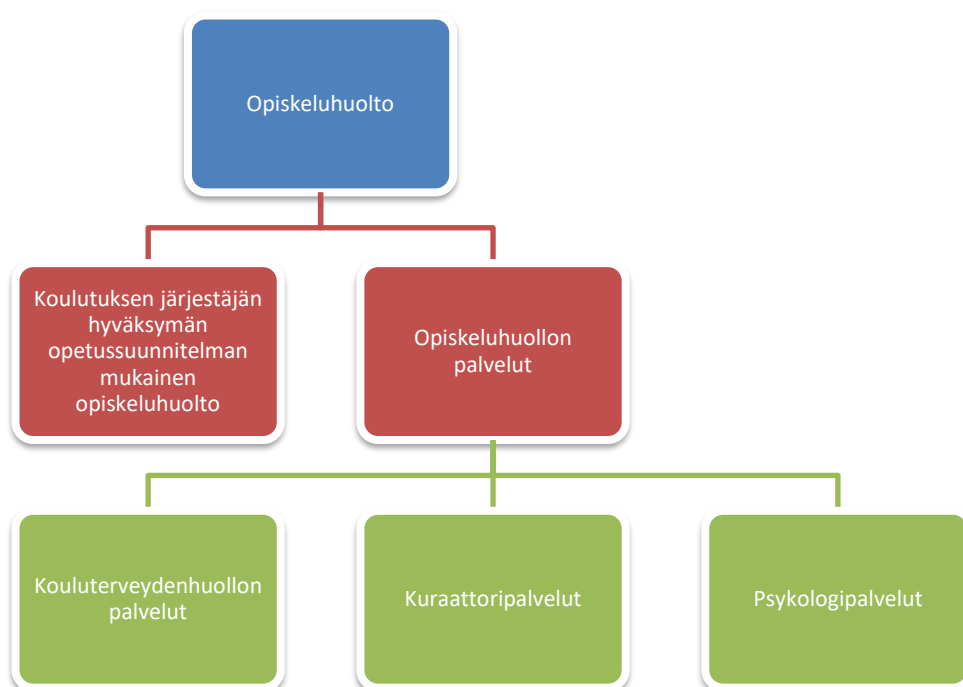 Opiskeluhuolto
Koulutuksen järjestäjän
hyväksymän
opetussuunnitelman
mukainen
opiskeluhuolto
Opiskeluhuollon
palvelut
Kouluterveydenhuollon
palvelut
Kuraattoripalvelut
Psykologipalvelut